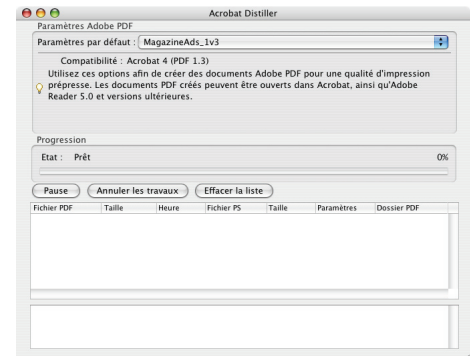 Acrobat Distiller
Paramètres Adobe PDF
Paramètres par défaut : MagazineAds_1v3
Compatibilité : Acrobat 4 (PDF 1.3)
Utilisez ces options afin de créer des documents Adobe PDF pour une qualité d'impression
prépresse. Les documents PDF créés peuvent être ouverts dans Acrobat, ainsi qu'Adobe
Reader 5.0 et versions ultérieures.
Progression
Etat : Prêt 0%
Pause Annuler les travaux Effacer la liste
Fichier PDF Taille Heure Fichier PS Taille Paramètres Dossier PDF